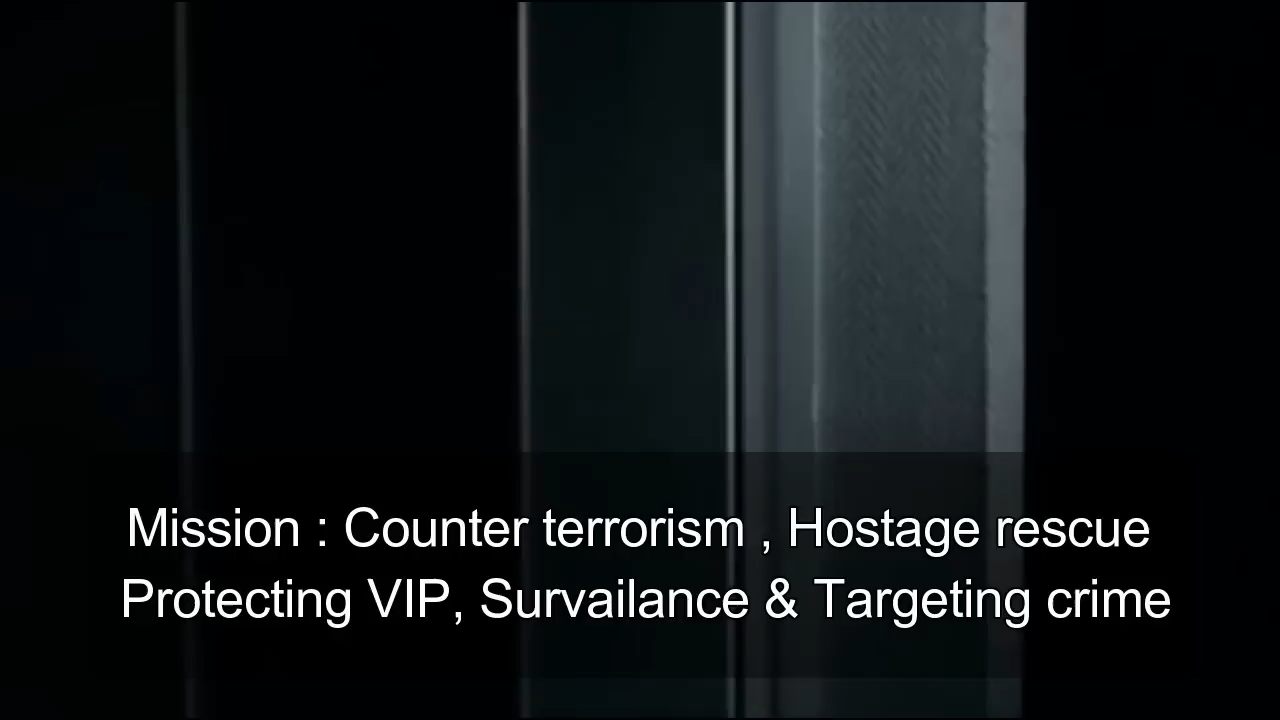 Mission : Counter terrorism , Hostage rescue
Protecting VIP, Survailance & Targeting crime